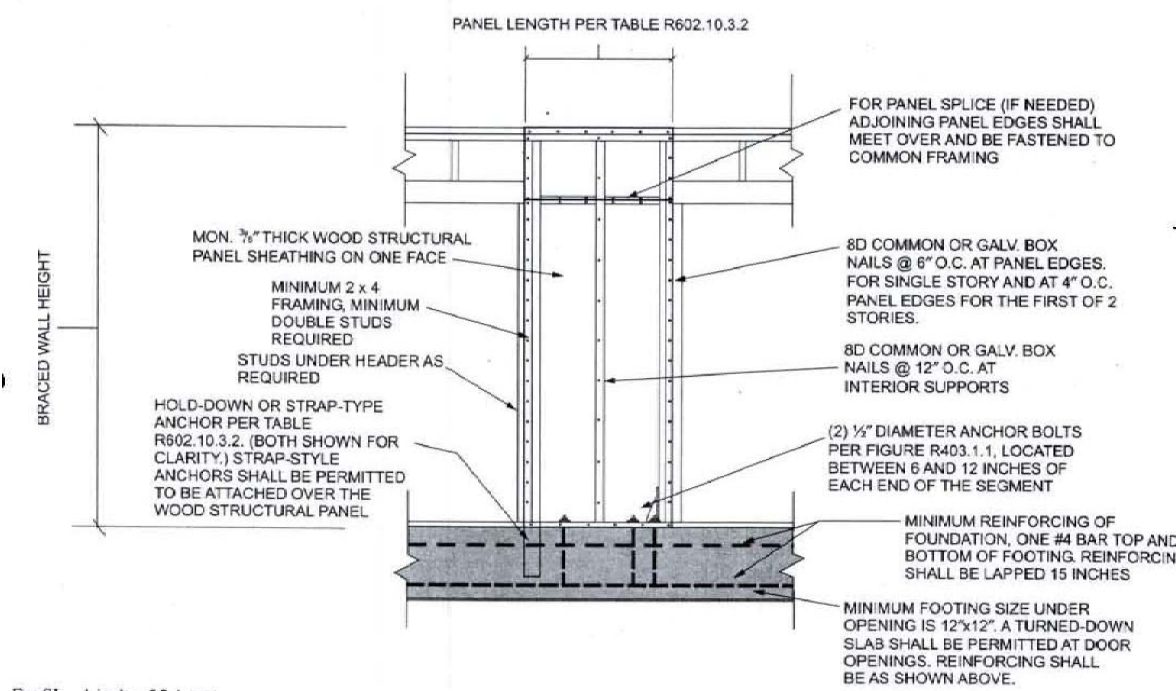 PANEL LENGTH PER TABLE R602.10.3.2
FOR PANEL SPLICE (IF NEEDED)
ADJOINING PANEL EDGES SHALL
MEET OVER AND BE FASTENED TO
COMMON FRAMING
MON. ⅜" THICK WOOD STRUCTURAL
PANEL SHEATHING ON ONE FACE
8D COMMON OR GALV. BOX
NAILS @ 6" O.C. AT PANEL EDGES.
FOR SINGLE STORY AND AT 4" O.C.
PANEL EDGES FOR THE FIRST OF 2
STORIES.
MINIMUM 2 x 4
FRAMING, MINIMUM
DOUBLE STUDS
REQUIRED
STUDS UNDER HEADER AS
REQUIRED
8D COMMON OR GALV. BOX
NAILS @ 12" O.C. AT
INTERIOR SUPPORTS
BRACED WALL HEIGHT
HOLD-DOWN OR STRAP-TYPE
ANCHOR PER TABLE
R602.10.3.2. (BOTH SHOWN FOR
CLARITY.) STRAP-STYLE
ANCHORS SHALL BE PERMITTED
TO BE ATTACHED OVER THE
WOOD STRUCTURAL PANEL
(2) ½" DIAMETER ANCHOR BOLTS
PER FIGURE R403.1.1, LOCATED
BETWEEN 6 AND 12 INCHES OF
EACH END OF THE SEGMENT
MINIMUM REINFORCING OF
FOUNDATION, ONE #4 BAR TOP AND
BOTTOM OF FOOTING. REINFORCIN
SHALL BE LAPPED 15 INCHES
MINIMUM FOOTING SIZE UNDER
OPENING IS 12"x12". A TURNED-DOWN
SLAB SHALL BE PERMITTED AT DOOR
OPENINGS. REINFORCING SHALL
BE AS SHOWN ABOVE.